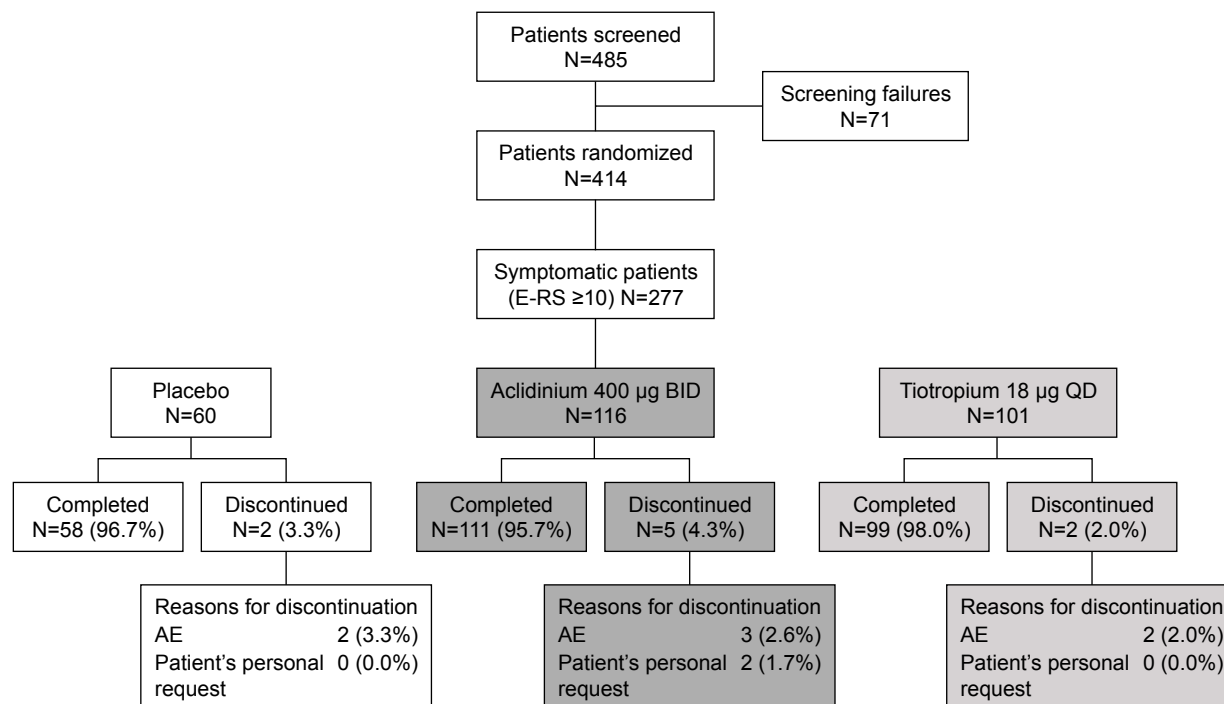 Patients screened
N=485
Screening failures
N=71
Patients randomized
N=414
Symptomatic patients
(E-RS ≥10) N=277
Placebo
N=60
Aclidinium 400 µg BID
N=116
Tiotropium 18 µg QD
N=101
Completed
N=58 (96.7%)
Discontinued
N=2 (3.3%)
Completed
N=111 (95.7%)
Discontinued
N=5 (4.3%)
Completed
N=99 (98.0%)
Discontinued
N=2 (2.0%)
Reasons for discontinuation
AE 2 (3.3%)
Patient’s personal 0 (0.0%)
request
Reasons for discontinuation
AE 3 (2.6%)
Patient’s personal 2 (1.7%)
request
Reasons for discontinuation
AE 2 (2.0%)
Patient’s personal 0 (0.0%)
request